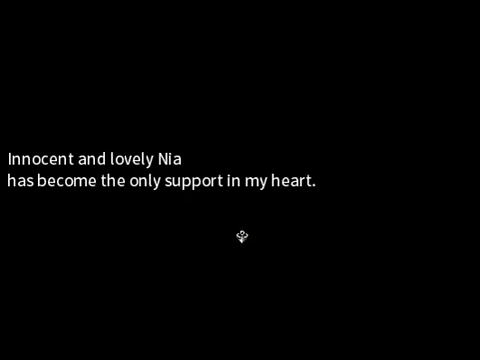 Innocent and lovely Nia
has become the only support in my heart.